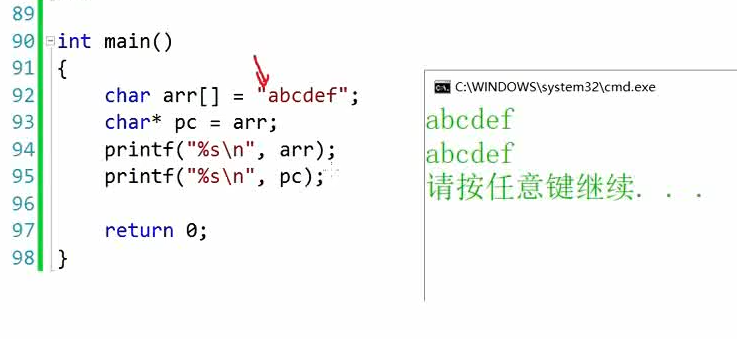 89
90 int main()
91 {
92 char arr[] = "abcdef";
93 char* pc = arr;
94 printf("%s\n", arr);
95 printf("%s\n", pc);
96
97 return 0;
98 }
C:\WINDOWS\system32\cmd.exe
abcdef
abcdef
请按任意键继续. . .